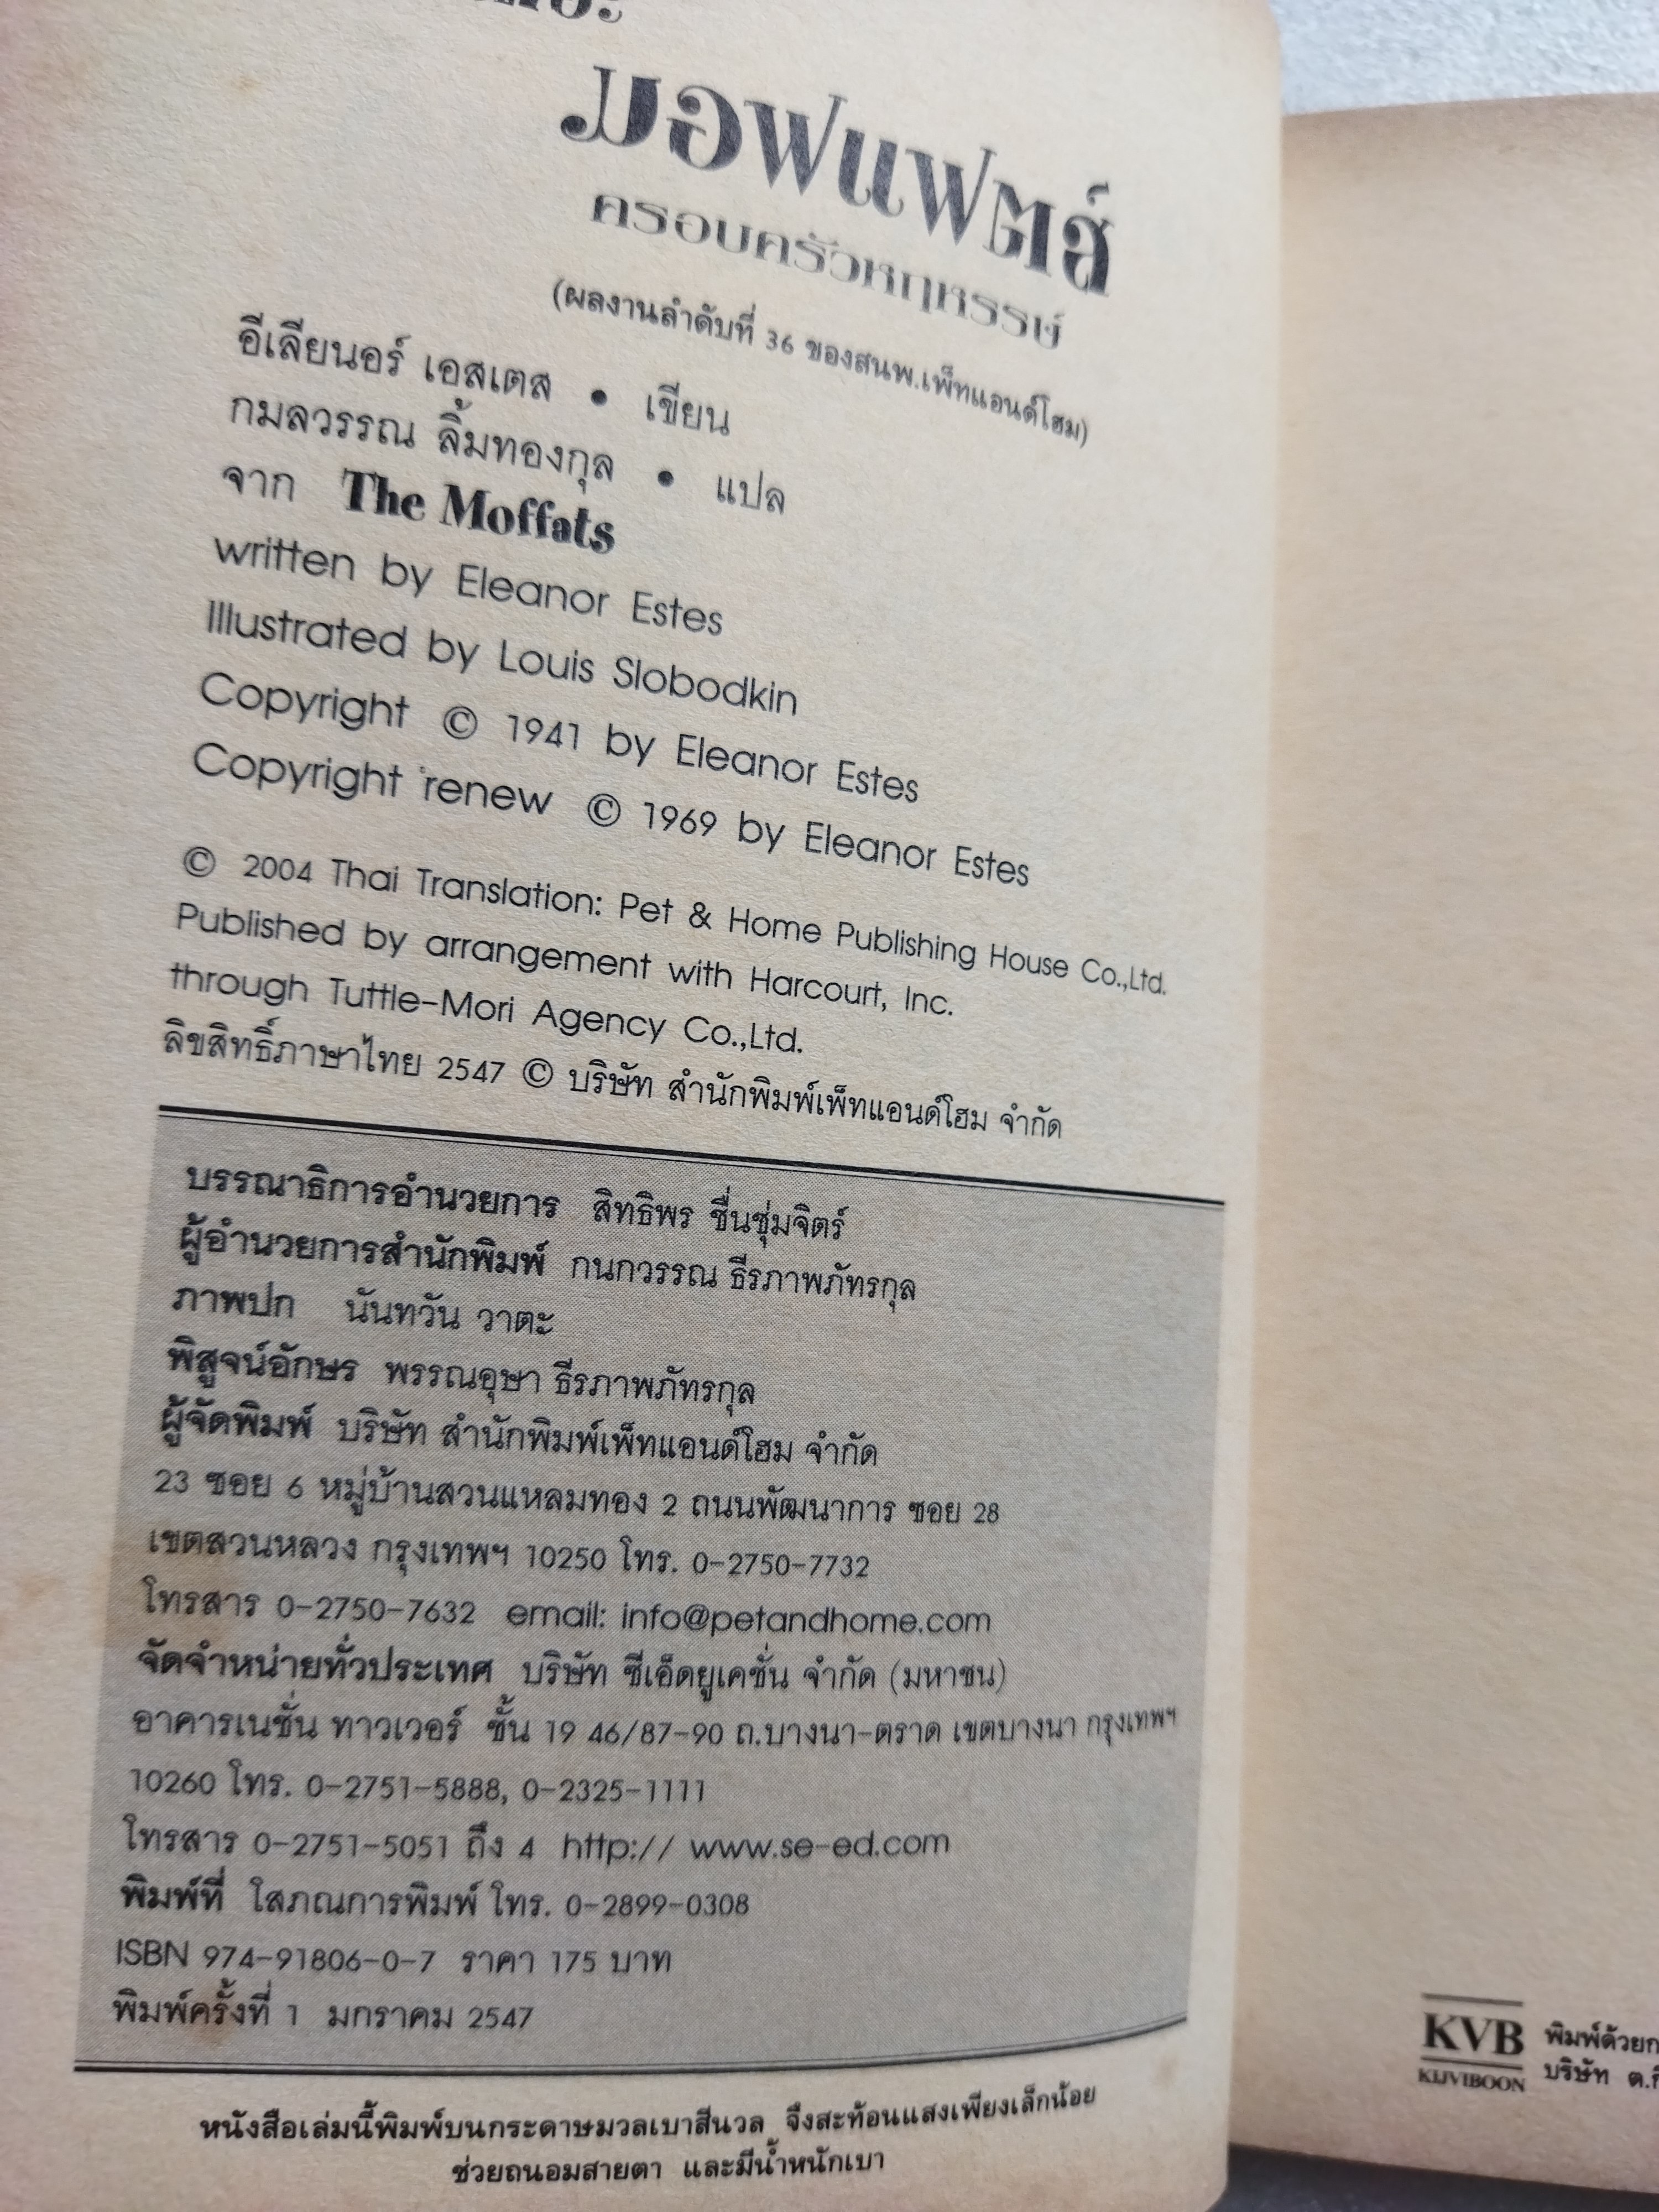 มอฟแฟตส์
ครอบครัวหฤหรรษ์
(ผลงานลำดับที่ 36 ของสนพ.เพ็ทแอนด์โฮม)
อีเลียนอร์ เอสเตส • เขียน
กมลวรรณ ลิ้มทองกุล • แปล
จาก The Moffats
written by Eleanor Estes
Illustrated by Louis Slobodkin
Copyright © 1941 by Eleanor Estes
Copyright renew © 1969 by Eleanor Estes
© 2004 Thai Translation: Pet & Home Publishing House Co.,Ltd.
Published by arrangement with Harcourt, Inc.
through Tuttle-Mori Agency Co.,Ltd.
ลิขสิทธิ์ภาษาไทย 2547 © บริษัท สำนักพิมพ์เพ็ทแอนด์โฮม จำกัด
บรรณาธิการอำนวยการ สิทธิพร ชื่นชุ่มจิตร์
ผู้อำนวยการสำนักพิมพ์ กนกวรรณ ธีรภาพภัทรกุล
ภาพปก นันทวัน วาตะ
พิสูจน์อักษร พรรณอุษา ธีรภาพภัทรกุล
ผู้จัดพิมพ์ บริษัท สำนักพิมพ์เพ็ทแอนด์โฮม จำกัด
23 ซอย 6 หมู่บ้านสวนแหลมทอง 2 ถนนพัฒนาการ ซอย 28
เขตสวนหลวง กรุงเทพฯ 10250 โทร. 0-2750-7732
โทรสาร 0-2750-7632 email: info@petandhome.com
จัดจำหน่ายทั่วประเทศ บริษัท ซีเอ็ดยูเคชั่น จำกัด (มหาชน)
อาคารเนชั่น ทาวเวอร์ ชั้น 19 46/87-90 ถ.บางนา-ตราด เขตบางนา กรุงเทพฯ
10260 โทร. 0-2751-5888, 0-2325-1111
โทรสาร 0-2751-5051 ถึง 4 http:// www.se-ed.com
พิมพ์ที่ โสภณการพิมพ์ โทร. 0-2899-0308
ISBN 974-91806-0-7 ราคา 175 บาท
พิมพ์ครั้งที่ 1 มกราคม 2547
หนังสือเล่มนี้พิมพ์บนกระดาษมวลเบาสีนวล จึงสะท้อนแสงเพียงเล็กน้อย
ช่วยถนอมสายตา และมีน้ำหนักเบา
KVB
KIJVIBOON
พิมพ์ด้วยก
บริษัท ต.